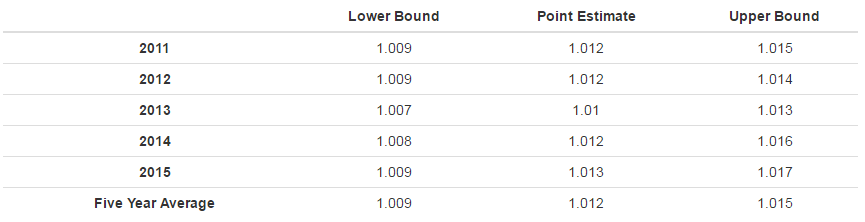 Lower Bound Point Estimate Upper Bound
2011 1.009 1.012 1.015
2012 1.009 1.012 1.014
2013 1.007 1.01 1.013
2014 1.008 1.012 1.016
2015 1.009 1.013 1.017
Five Year Average 1.009 1.012 1.015